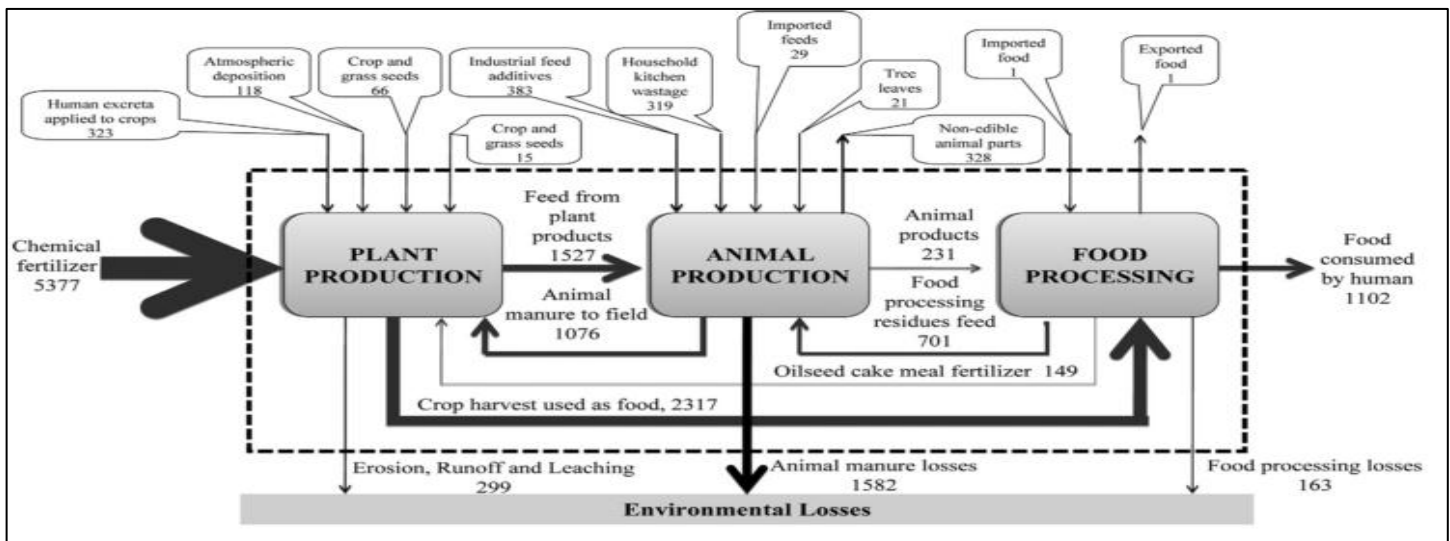 Atmospheric
deposition
118
Crop and
grass seeds
66
Industrial feed
additives
383
Household
kitchen
wastage
319
Imported
feeds
29
Tree
leaves
21
Imported
food
1
Exported
food
1
Human excreta
applied to crops
323
Crop and
grass seeds
15
Non-edible
animal parts
328
Chemical
fertilizer
5377
PLANT
PRODUCTION
Feed from
plant
products
1527
Animal
manure to field
1076
ANIMAL
PRODUCTION
Animal
products
231
Food
processing
residues feed
701
FOOD
PROCESSING
Food
consumed
by human
1102
Oilseed cake meal fertilizer 149
Crop harvest used as food, 2317
Erosion, Runoff and Leaching
299
Animal manure losses
1582
Food processing losses
163
Environmental Losses